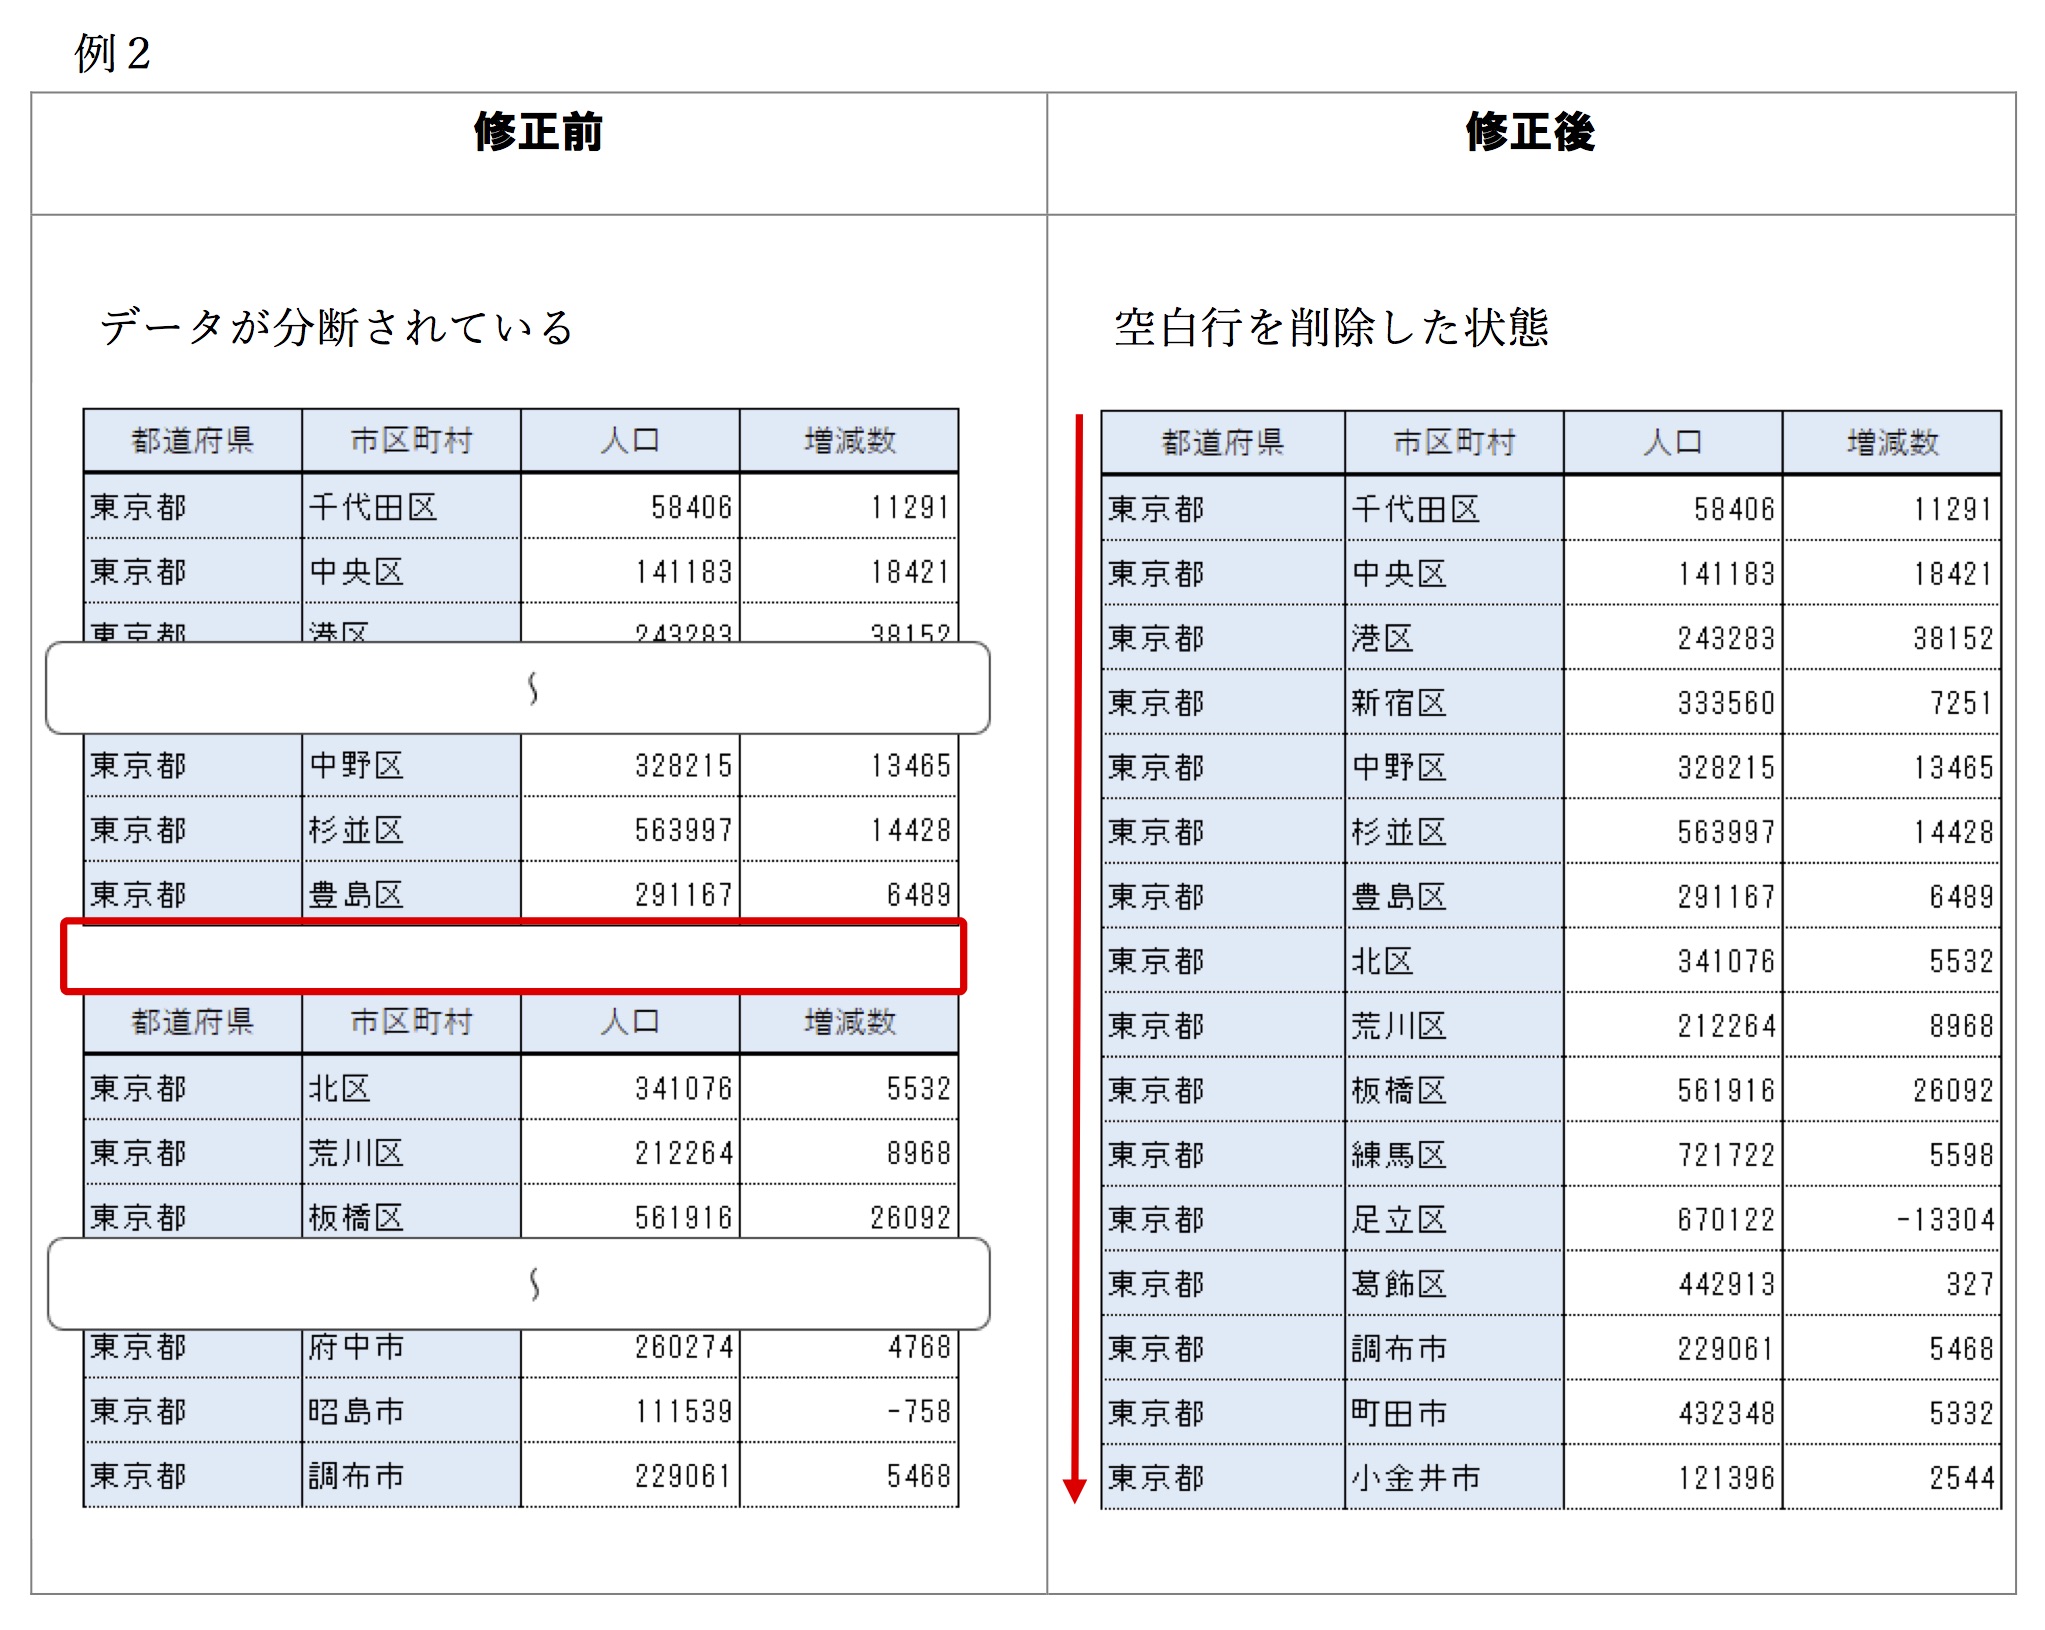 例2
修正前
修正後
データが分断されている
都道府県 市区町村 人口 増減数
東京都 千代田区 58406 11291
東京都 中央区 141183 18421
東京都 港区 243283 38152
～
東京都 中野区 328215 13465
東京都 杉並区 563997 14428
東京都 豊島区 291167 6489
都道府県 市区町村 人口 増減数
東京都 北区 341076 5532
東京都 荒川区 212264 8968
東京都 板橋区 561916 26092
～
東京都 府中市 260274 4768
東京都 昭島市 111539 -758
東京都 調布市 229061 5468
空白行を削除した状態
都道府県 市区町村 人口 増減数
東京都 千代田区 58406 11291
東京都 中央区 141183 18421
東京都 港区 243283 38152
東京都 新宿区 333560 7251
東京都 中野区 328215 13465
東京都 杉並区 563997 14428
東京都 豊島区 291167 6489
東京都 北区 341076 5532
東京都 荒川区 212264 8968
東京都 板橋区 561916 26092
東京都 練馬区 721722 5598
東京都 足立区 670122 -13304
東京都 葛飾区 442913 327
東京都 調布市 229061 5468
東京都 町田市 432348 5332
東京都 小金井市 121396 2544